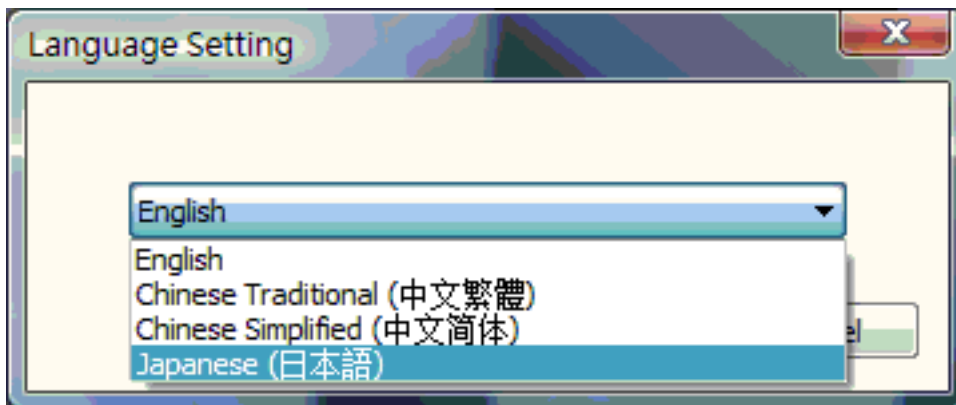 Language Setting
English
English
Chinese Traditional (中文繁體)
Chinese Simplified (中文简体)
Japanese (日本語)